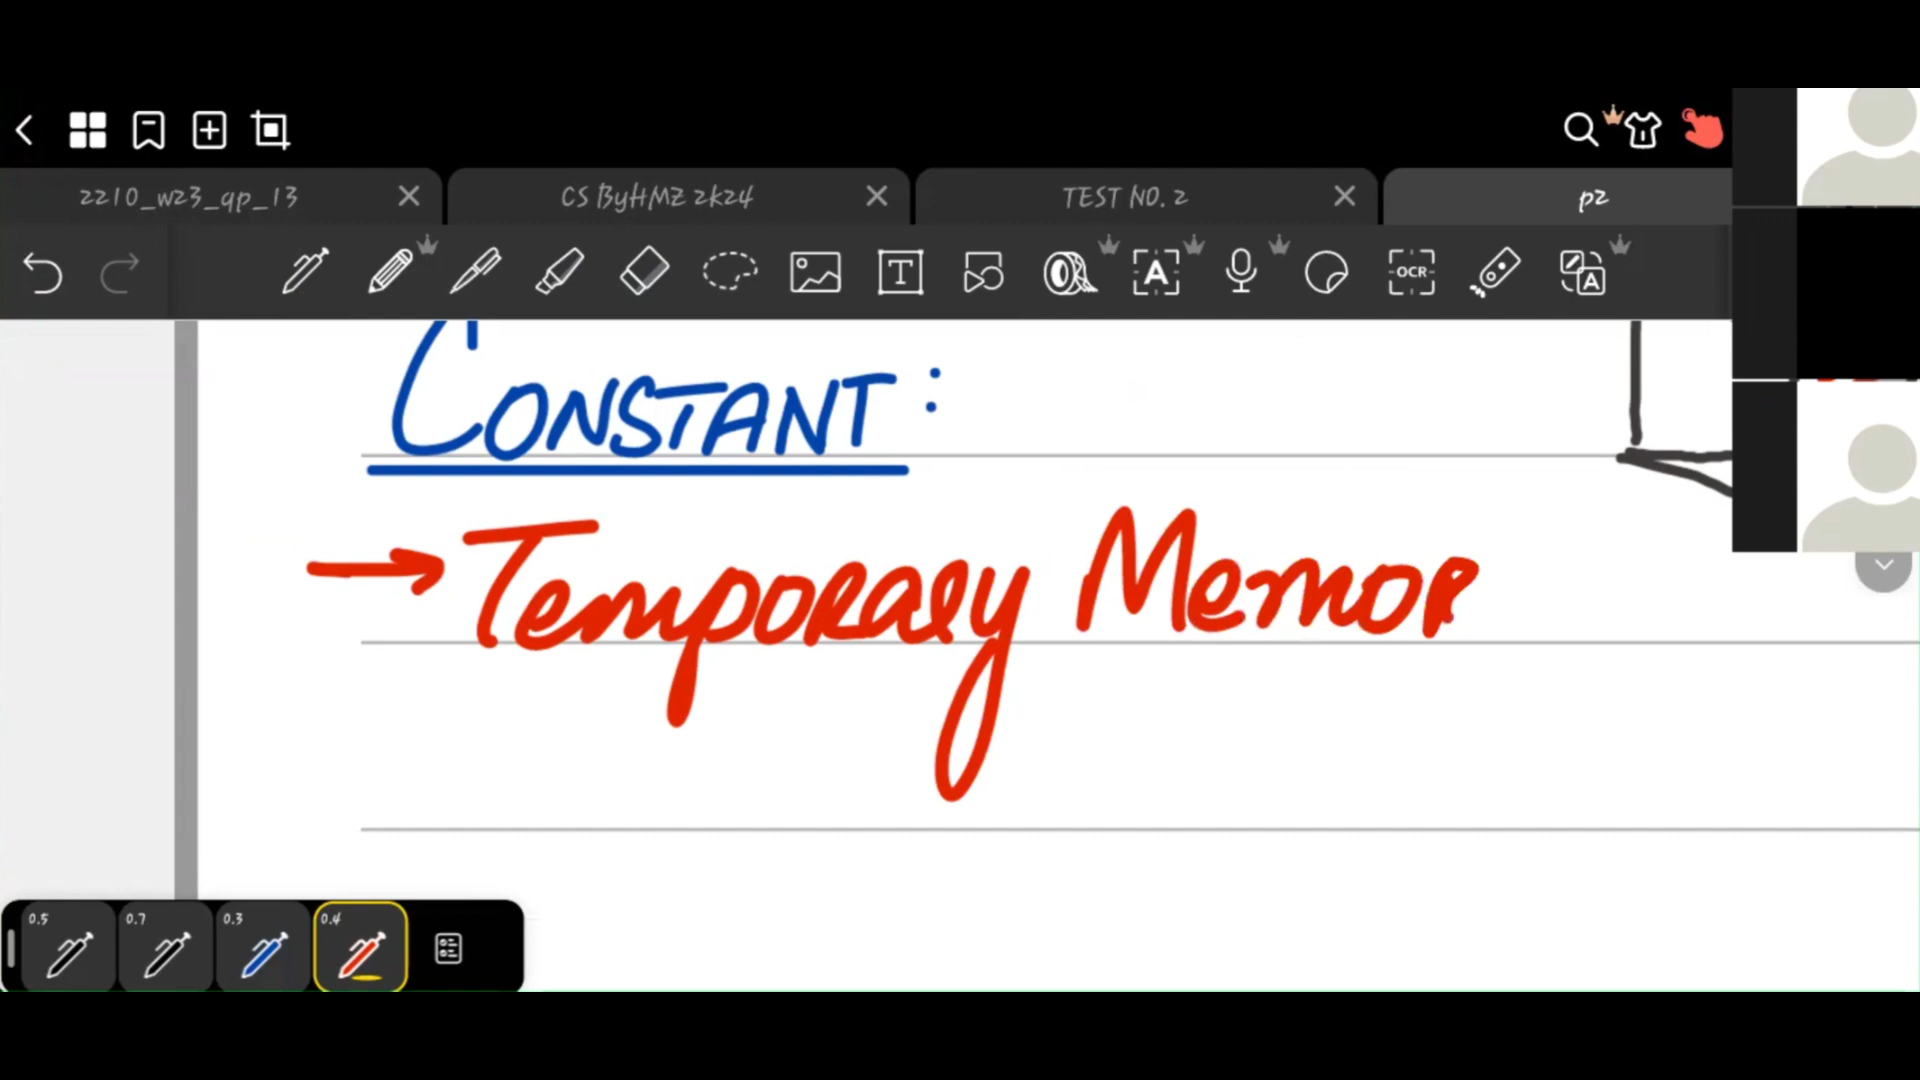 2210_w23_qp_13
CS ByHMZ 2k24
TEST NO. 2
p2
T
A
OCR
A
CONSTANT:
→ Temporary Memor
0.5
0.7
0.3
0.4